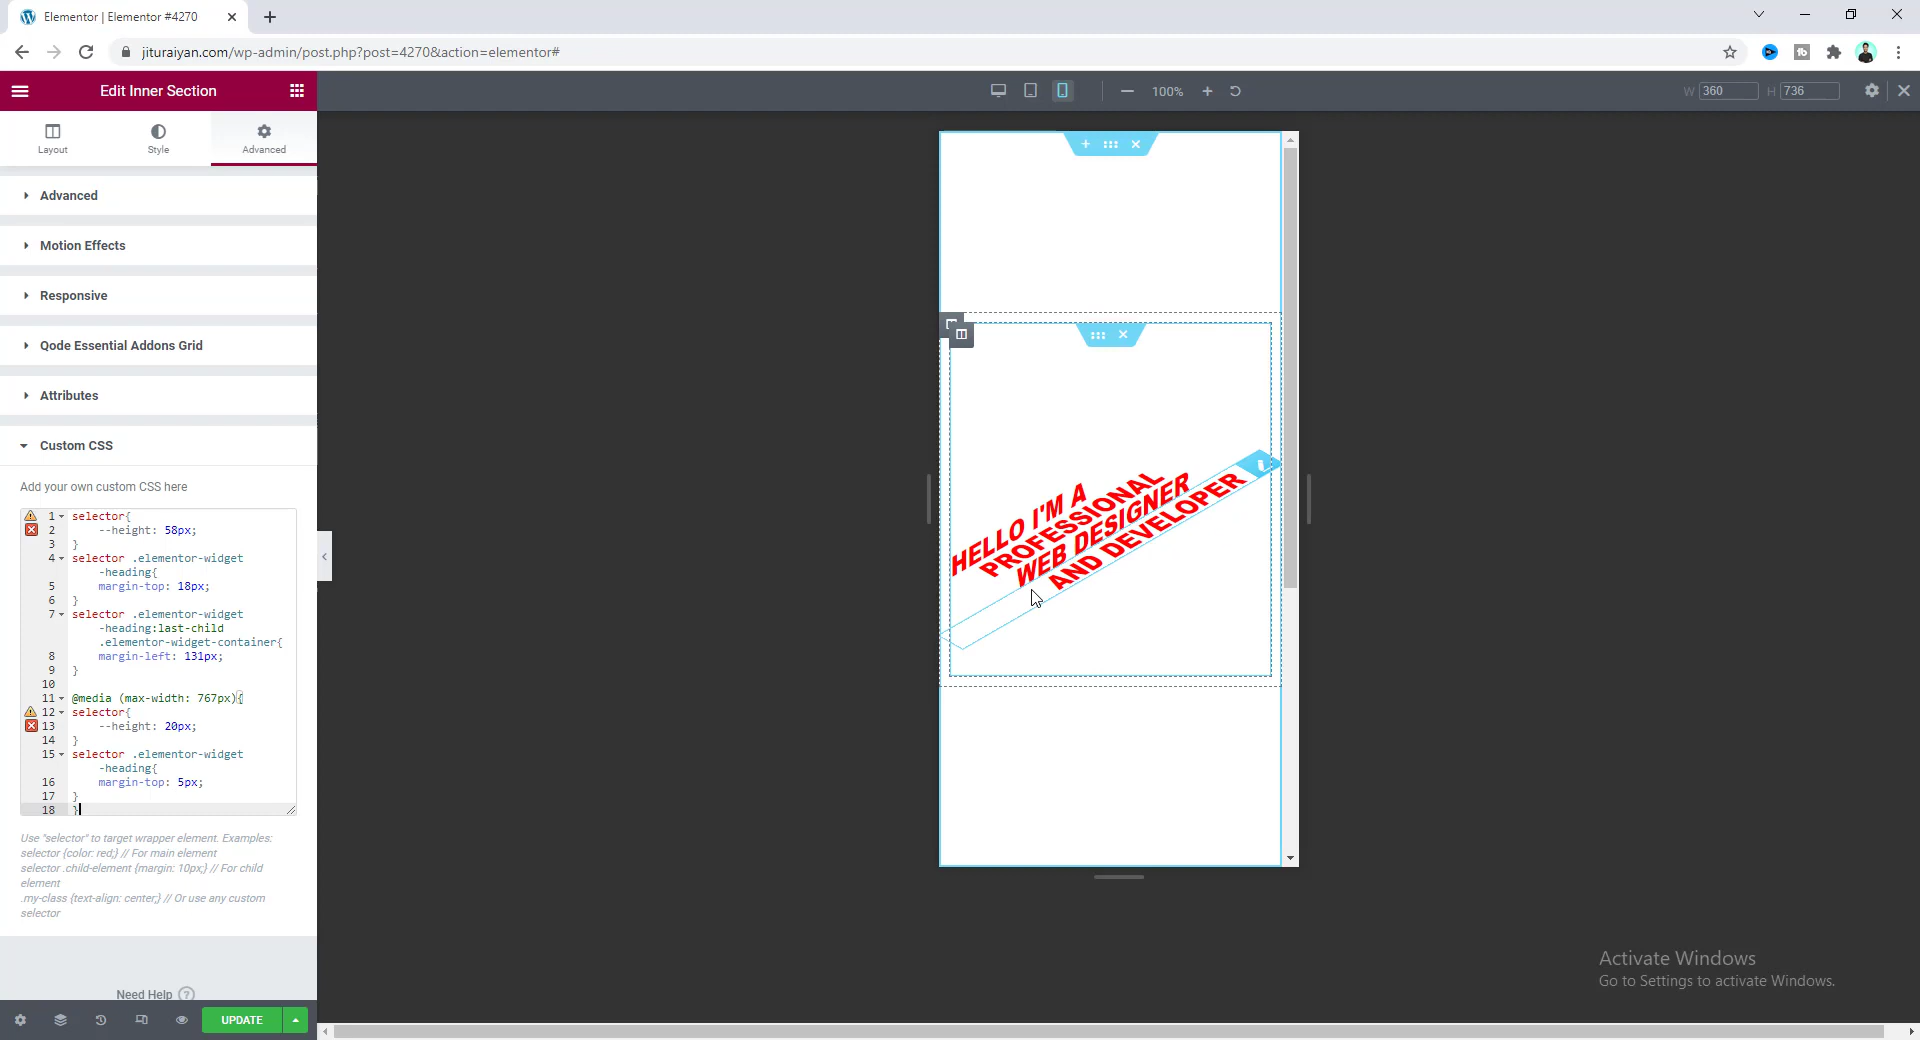 Elementor | Elementor #4270
jituraiyan.com/wp-admin/post.php?post=4270&action=elementor#
Edit Inner Section
100%
W 360 H 736
Layout Style Advanced
Advanced
Motion Effects
Responsive
Qode Essential Addons Grid
Attributes
Custom CSS
Add your own custom CSS here
1 selector{
2 --height: 58px;
3 }
4 selector .elementor-widget
-heading{
5 margin-top: 18px;
6 }
7 selector .elementor-widget
-heading:last-child
.elementor-widget-container{
8 margin-left: 131px;
9 }
10
11 @media (max-width: 767px){
12 selector{
13 --height: 20px;
14 }
15 selector .elementor-widget
-heading{
16 margin-top: 5px;
17 }
18 }
Use "selector" to target wrapper element. Examples:
selector {color: red;} // For main element
selector .child-element {margin: 10px;} // For child
element
.my-class {text-align: center;} // Or use any custom
selector
Need Help ?
UPDATE
HELLO I'M A
PROFESSIONAL
WEB DESIGNER
AND DEVELOPER
Activate Windows
Go to Settings to activate Windows.